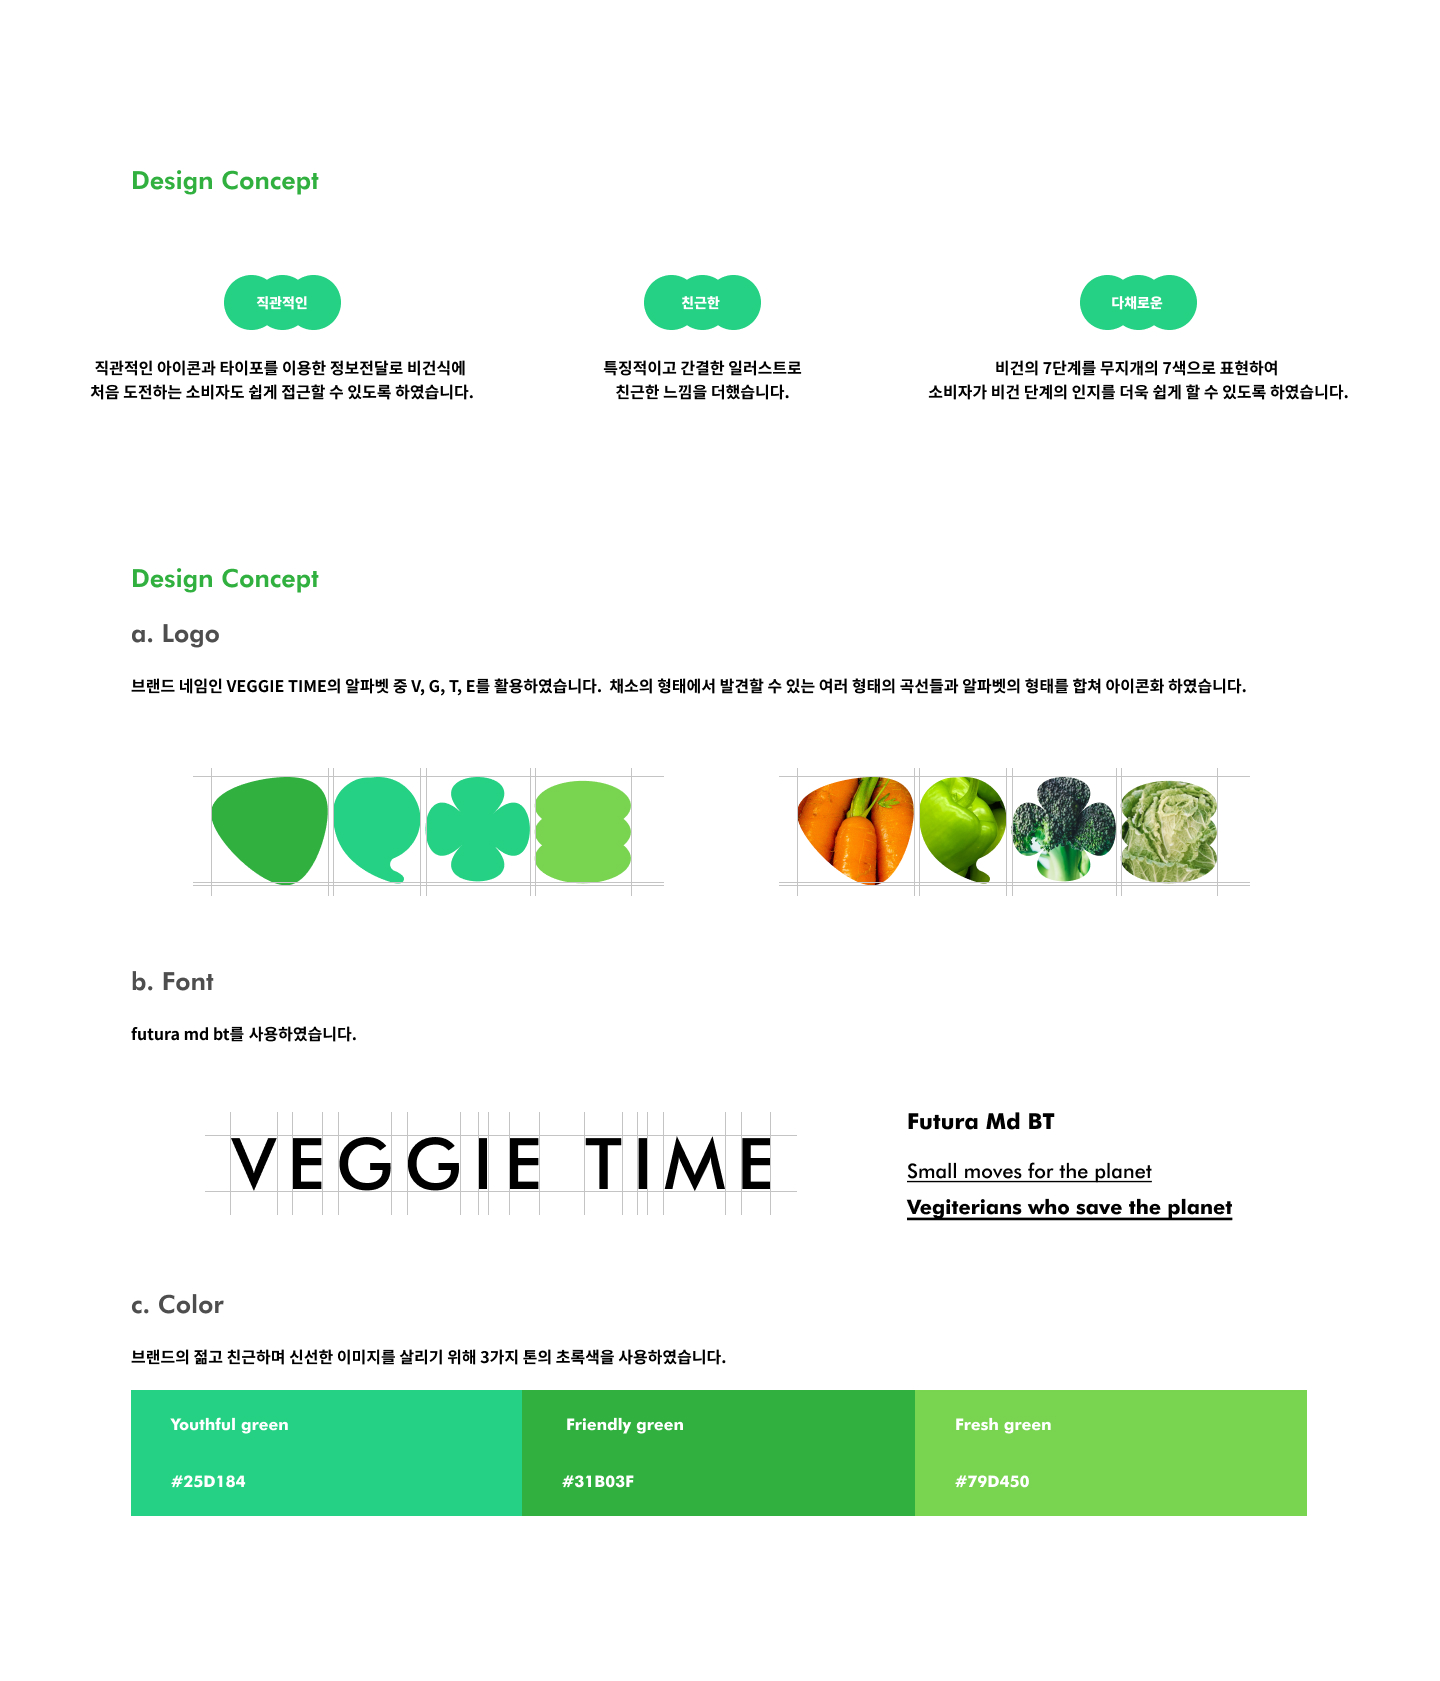 Design Concept
직관적인
친근한
다채로운
직관적인 아이콘과 타이포를 이용한 정보전달로 비건식에
처음 도전하는 소비자도 쉽게 접근할 수 있도록 하였습니다.
특징적이고 간결한 일러스트로
친근한 느낌을 더했습니다.
비건의 7단계를 무지개의 7색으로 표현하여
소비자가 비건 단계의 인지를 더욱 쉽게 할 수 있도록 하였습니다.
Design Concept
a. Logo
브랜드 네임인 VEGGIE TIME의 알파벳 중 V, G, T, E를 활용하였습니다. 채소의 형태에서 발견할 수 있는 여러 형태의 곡선들과 알파벳의 형태를 합쳐 아이콘화 하였습니다.
b. Font
futura md bt를 사용하였습니다.
VEGGIE TIME
Futura Md BT
Small moves for the planet
Vegiterians who save the planet
c. Color
브랜드의 젊고 친근하며 신선한 이미지를 살리기 위해 3가지 톤의 초록색을 사용하였습니다.
Youthful green
#25D184
Friendly green
#31B03F
Fresh green
#79D450